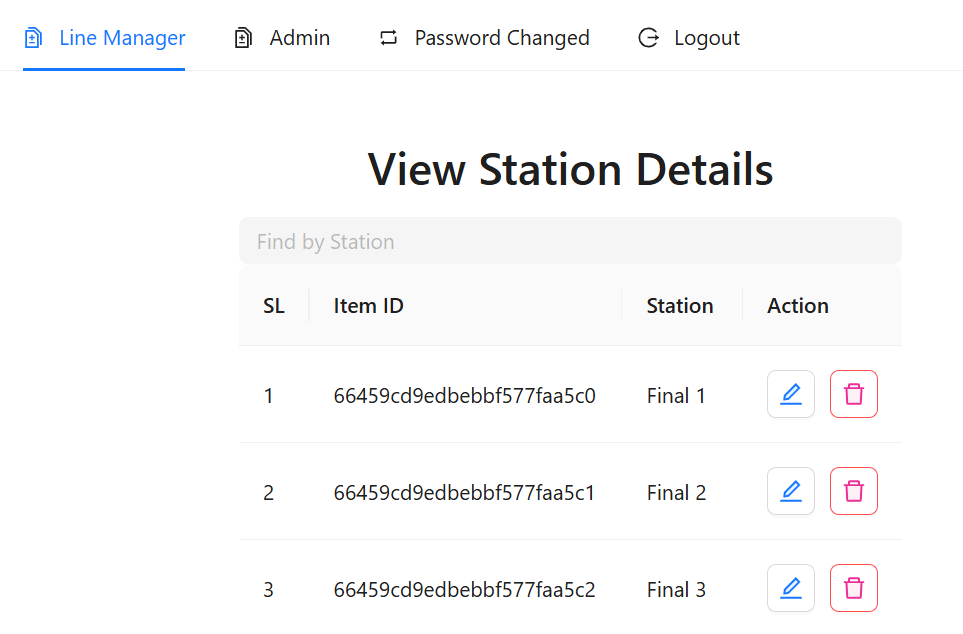 Line Manager Admin Password Changed Logout
View Station Details
Find by Station
SL Item ID Station Action
1 66459cd9edbebbf577faa5c0 Final 1
2 66459cd9edbebbf577faa5c1 Final 2
3 66459cd9edbebbf577faa5c2 Final 3